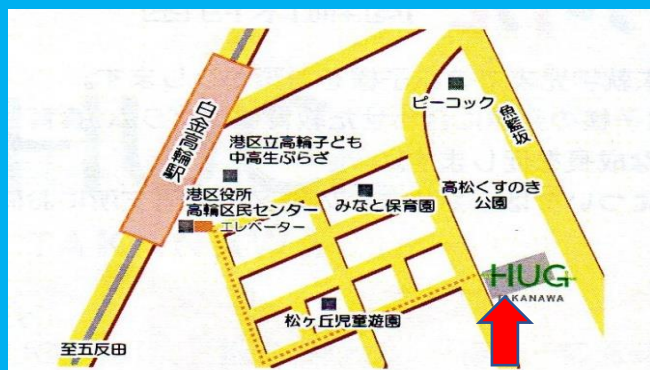 白金高輪駅
港区立高輪子ども
中高生ぷらざ
港区役所
高輪区民センター
エレベーター
みなと保育園
ピーコック
魚籃坂
高松くすのき
公園
HUG
TAKANAWA
松ヶ丘児童遊園
至五反田